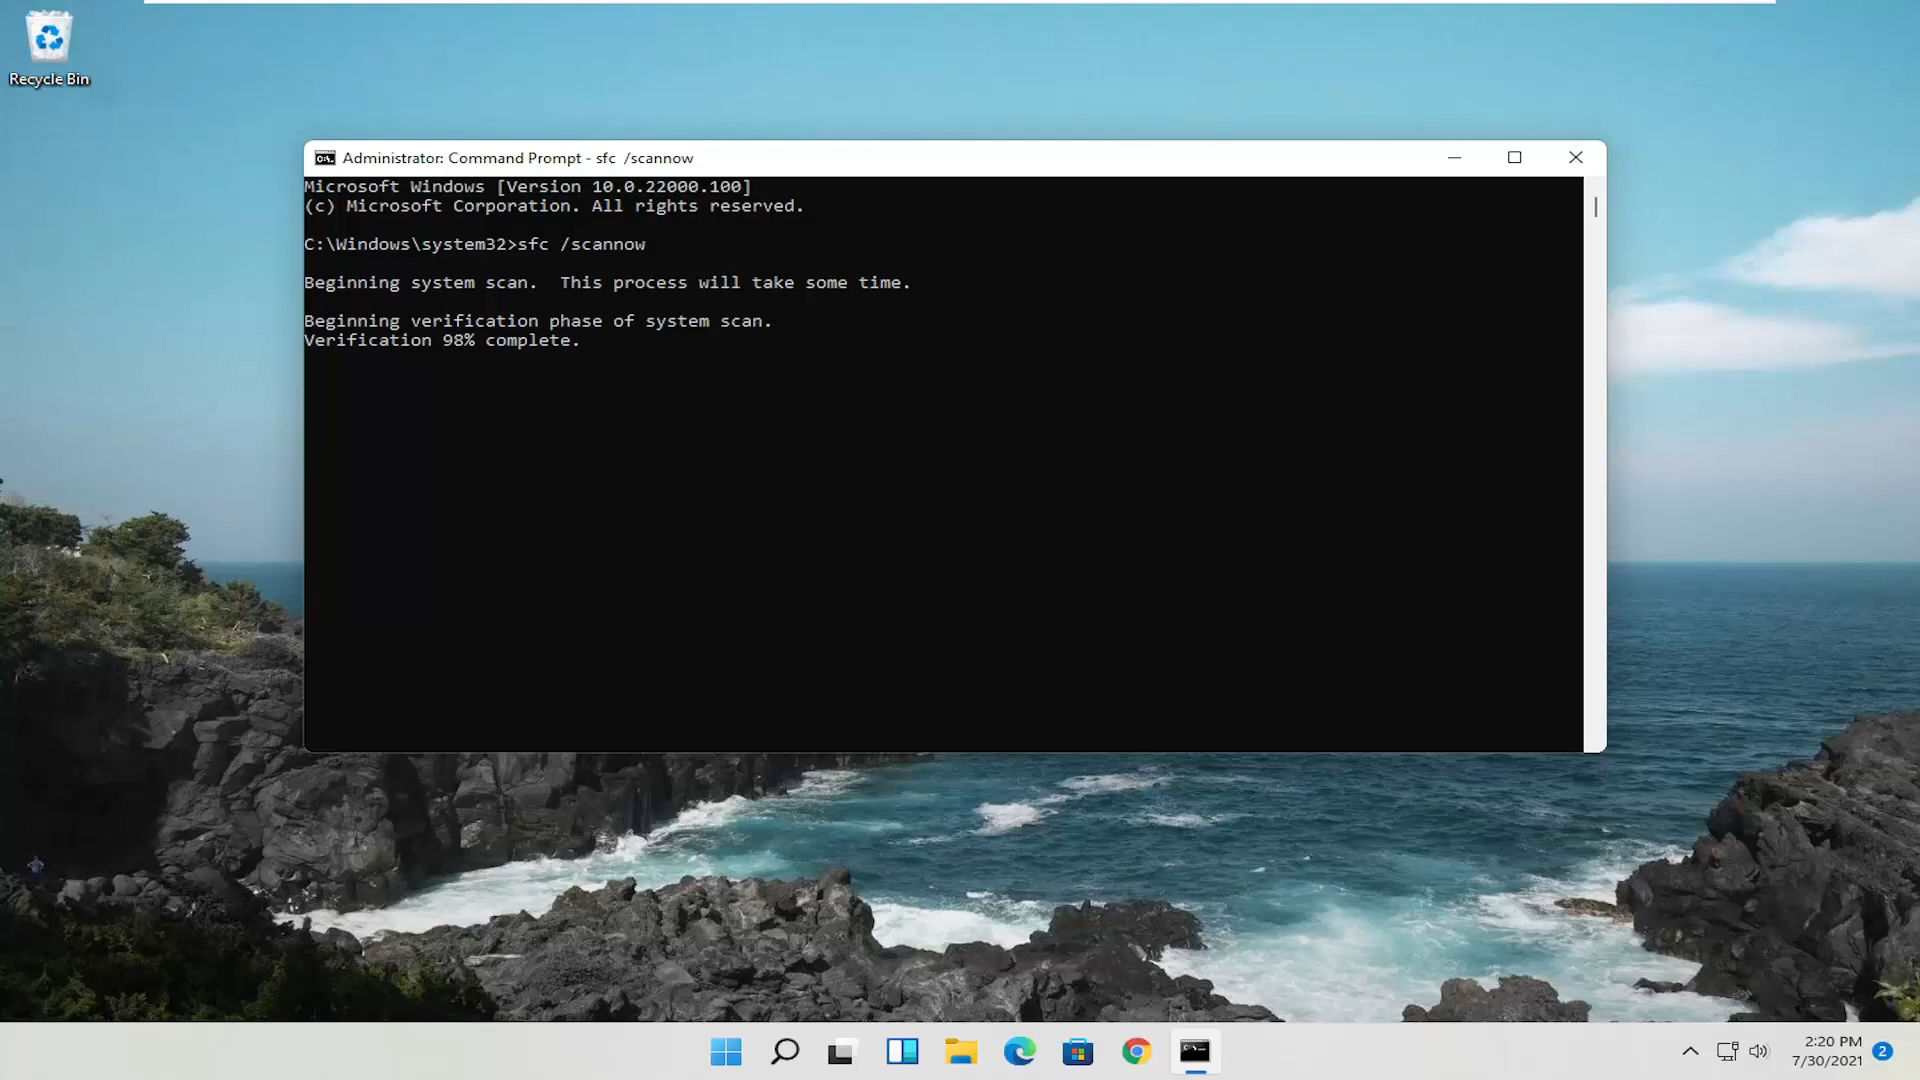 Recycle Bin
Administrator: Command Prompt - sfc  /scannow
Microsoft Windows [Version 10.0.22000.100]
(c) Microsoft Corporation. All rights reserved.
C:\Windows\system32>sfc /scannow
Beginning system scan.  This process will take some time.
Beginning verification phase of system scan.
Verification 98% complete.
2:20 PM
7/30/2021
2